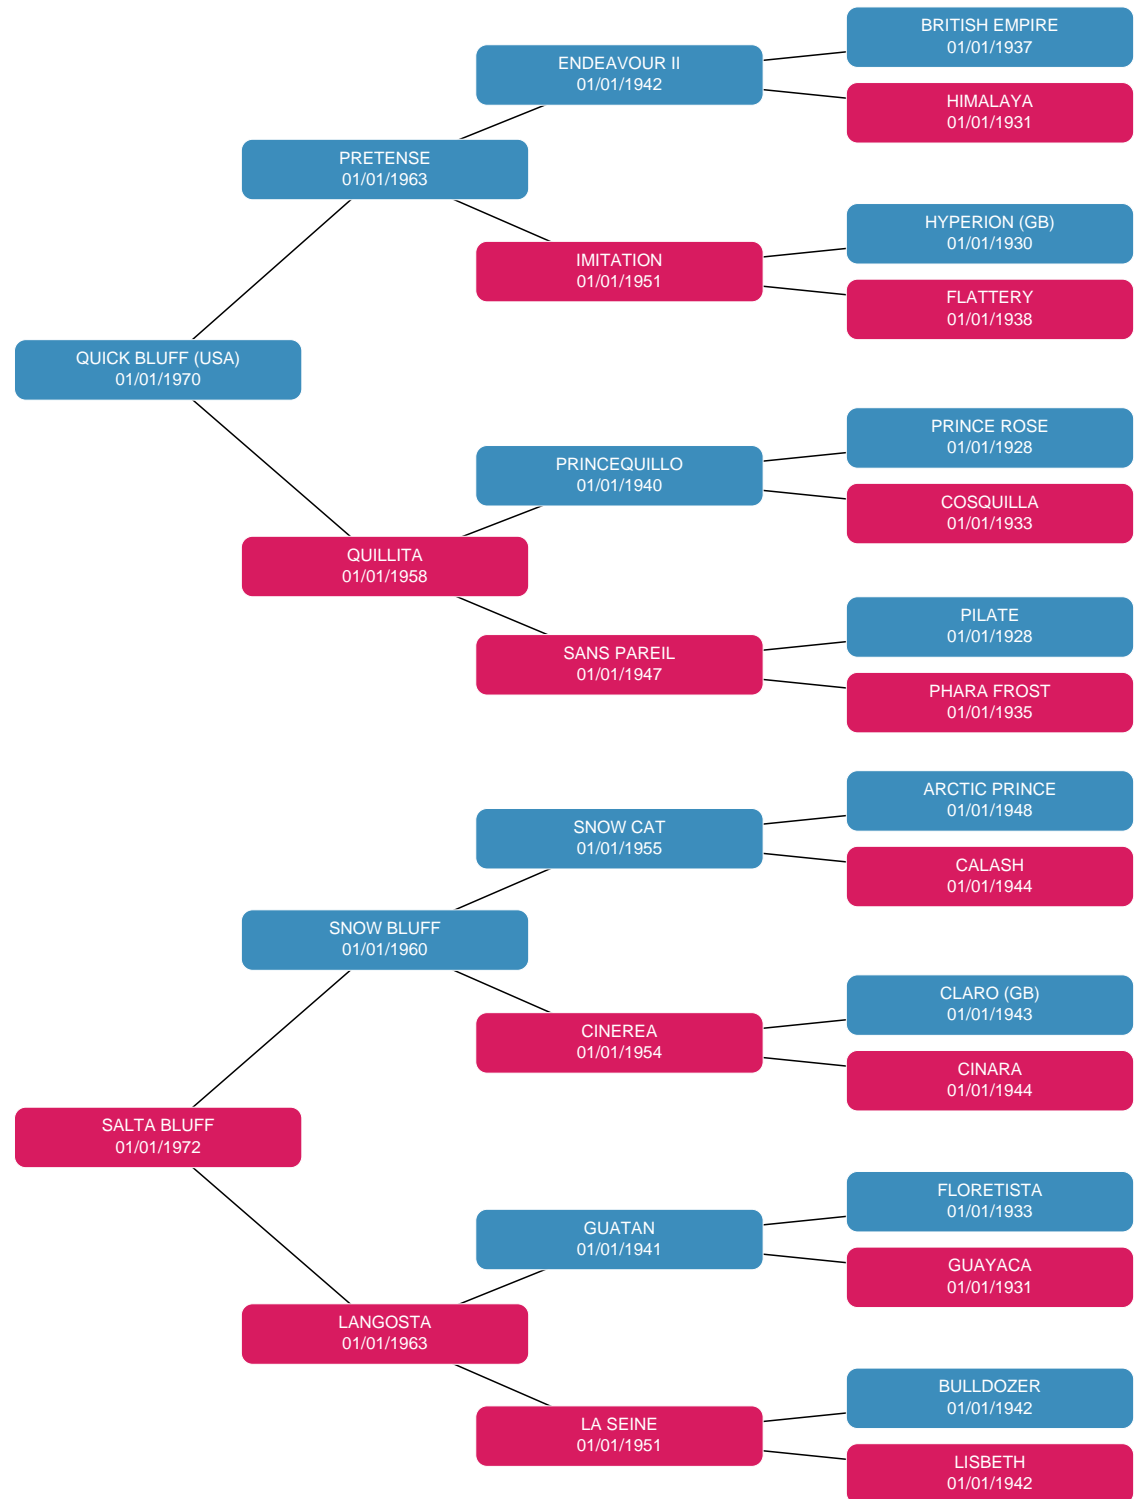 BRITISH EMPIRE
01/01/1937
ENDEAVOUR II
01/01/1942
HIMALAYA
01/01/1931
PRETENSE
01/01/1963
HYPERION (GB)
01/01/1930
IMITATION
01/01/1951
FLATTERY
01/01/1938
QUICK BLUFF (USA)
01/01/1970
PRINCE ROSE
01/01/1928
PRINCEQUILLO
01/01/1940
COSQUILLA
01/01/1933
QUILLITA
01/01/1958
PILATE
01/01/1928
SANS PAREIL
01/01/1947
PHARA FROST
01/01/1935
ARCTIC PRINCE
01/01/1948
SNOW CAT
01/01/1955
CALASH
01/01/1944
SNOW BLUFF
01/01/1960
CLARO (GB)
01/01/1943
CINEREA
01/01/1954
CINARA
01/01/1944
SALTA BLUFF
01/01/1972
FLORETISTA
01/01/1933
GUATAN
01/01/1941
GUAYACA
01/01/1931
LANGOSTA
01/01/1963
BULLDOZER
01/01/1942
LA SEINE
01/01/1951
LISBETH
01/01/1942